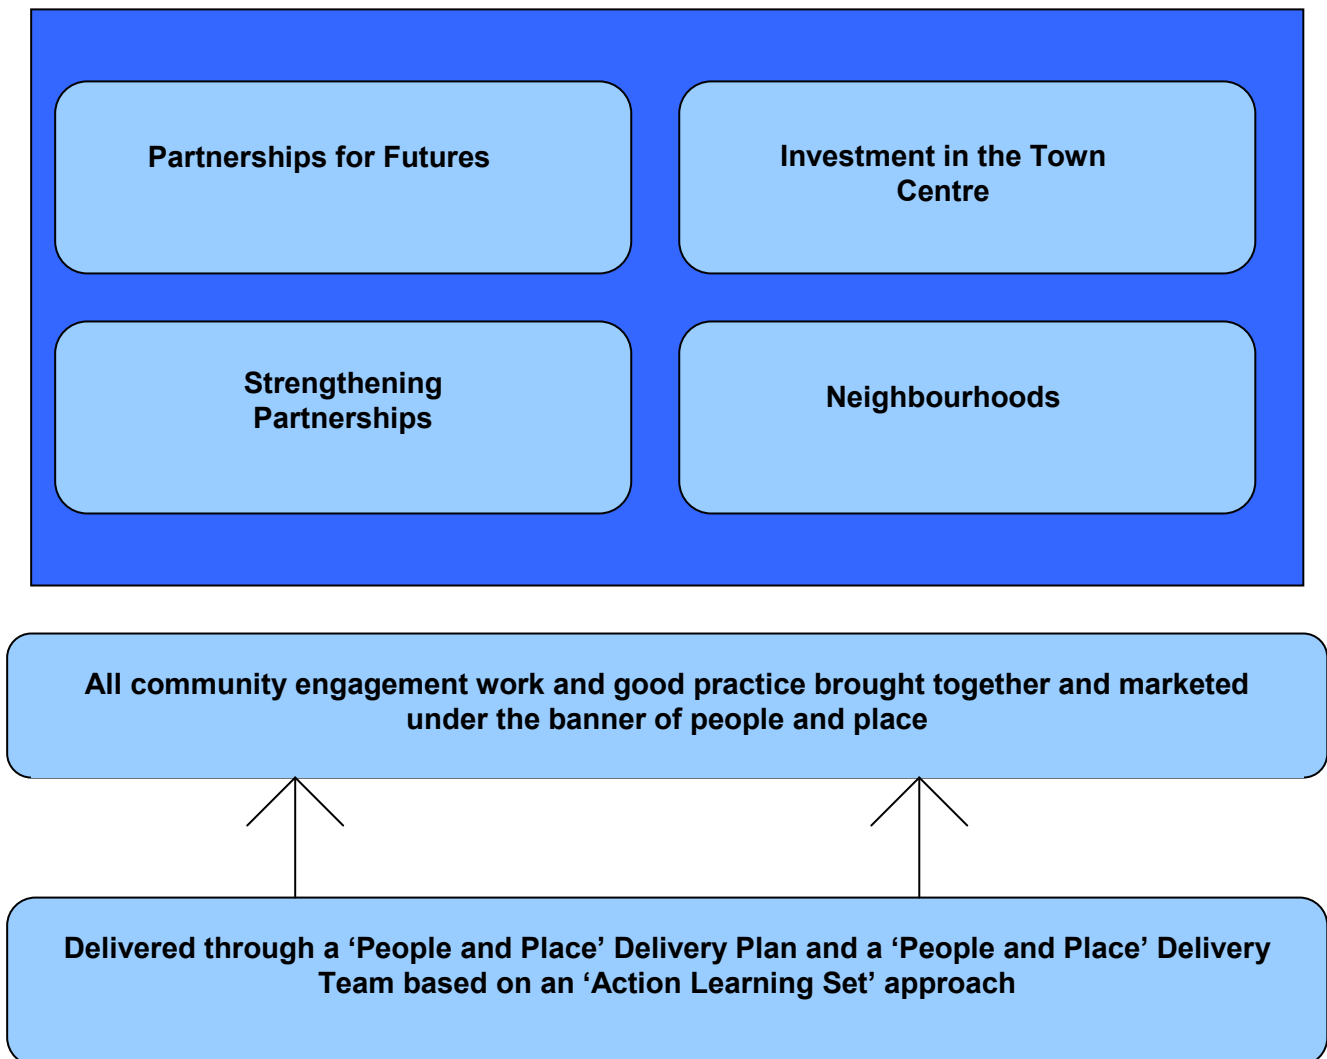 Partnerships for Futures
Investment in the Town
Centre
Strengthening
Partnerships
Neighbourhoods
All community engagement work and good practice brought together and marketed
under the banner of people and place
Delivered through a ‘People and Place’ Delivery Plan and a ‘People and Place’ Delivery
Team based on an ‘Action Learning Set’ approach